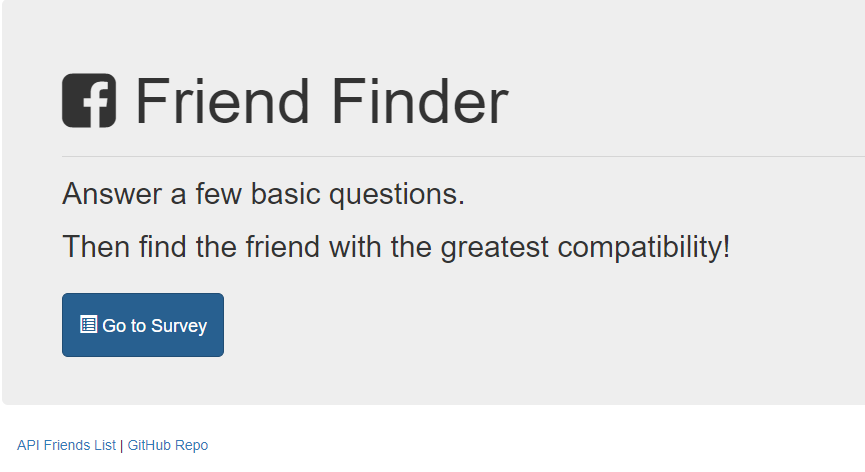 Friend Finder
Answer a few basic questions.
Then find the friend with the greatest compatibility!
Go to Survey
API Friends List | GitHub Repo